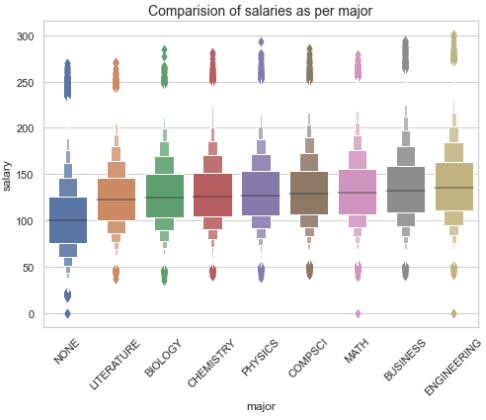 Comparision of salaries as per major
salary
300
250
200
150
100
50
0
NONE
LITERATURE
BIOLOGY
CHEMISTRY
PHYSICS
COMPSCI
MATH
BUSINESS
ENGINEERING
major